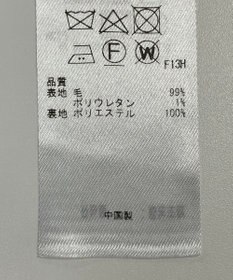 F
W
F13H
品質
表地 毛 99%
ポリウレタン 1%
裏地 ポリエステル 100%
中国製